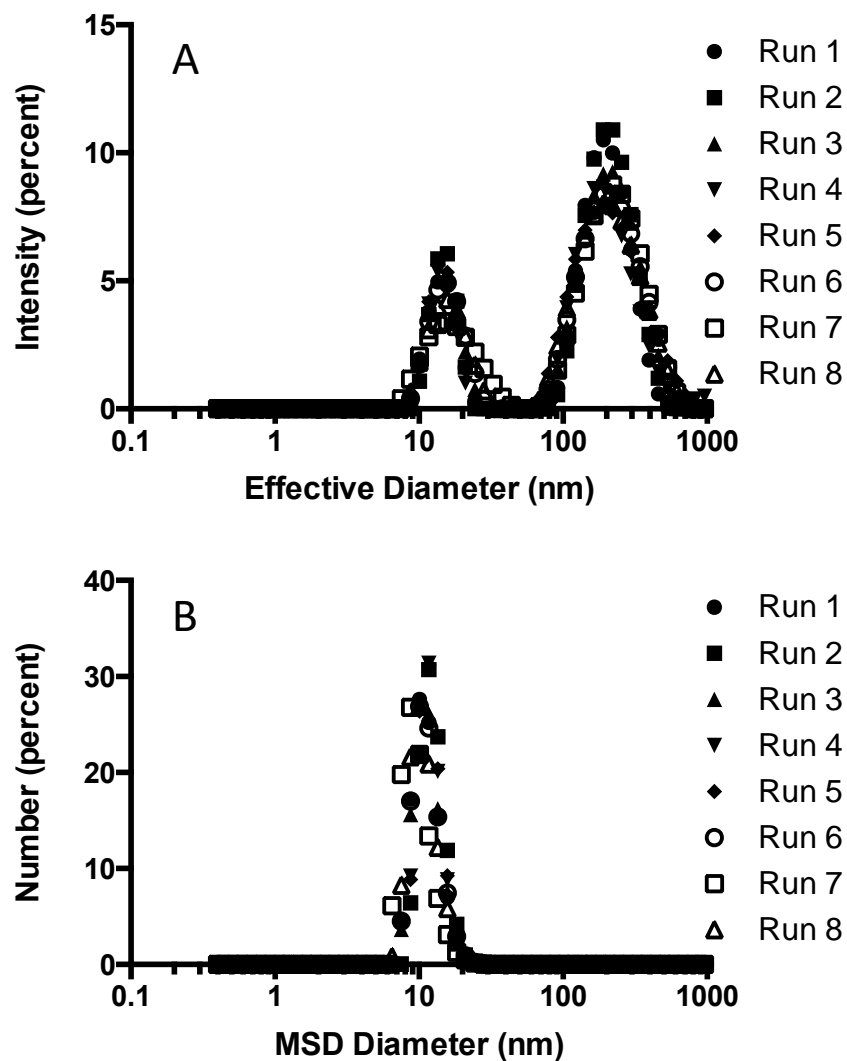 A
15
10
5
0
Intensity (percent)
0.1 1 10 100 1000
Effective Diameter (nm)
Run 1
Run 2
Run 3
Run 4
Run 5
Run 6
Run 7
Run 8
B
40
30
20
10
0
Number (percent)
0.1 1 10 100 1000
MSD Diameter (nm)
Run 1
Run 2
Run 3
Run 4
Run 5
Run 6
Run 7
Run 8